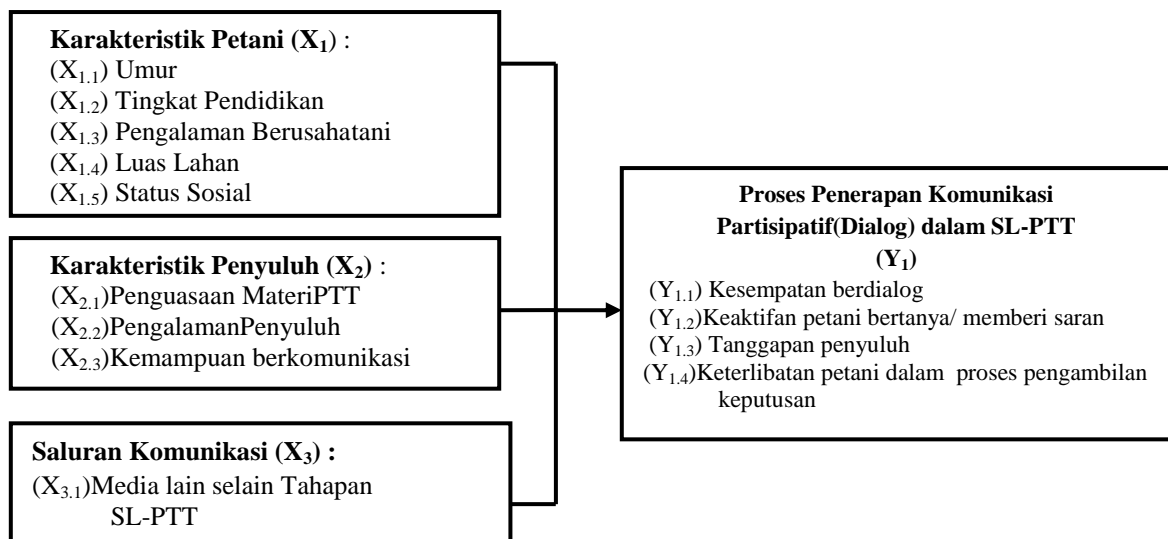 Karakteristik Petani (X1) :
(X1.1) Umur
(X1.2) Tingkat Pendidikan
(X1.3) Pengalaman Berusahatani
(X1.4) Luas Lahan
(X1.5) Status Sosial
Karakteristik Penyuluh (X2) :
(X2.1)Penguasaan MateriPTT
(X2.2)PengalamanPenyuluh
(X2.3)Kemampuan berkomunikasi
Saluran Komunikasi (X3) :
(X3.1)Media lain selain Tahapan
SL-PTT
Proses Penerapan Komunikasi
Partisipatif(Dialog) dalam SL-PTT
(Y1)
(Y1.1) Kesempatan berdialog
(Y1.2)Keaktifan petani bertanya/ memberi saran
(Y1.3) Tanggapan penyuluh
(Y1.4)Keterlibatan petani dalam proses pengambilan
keputusan